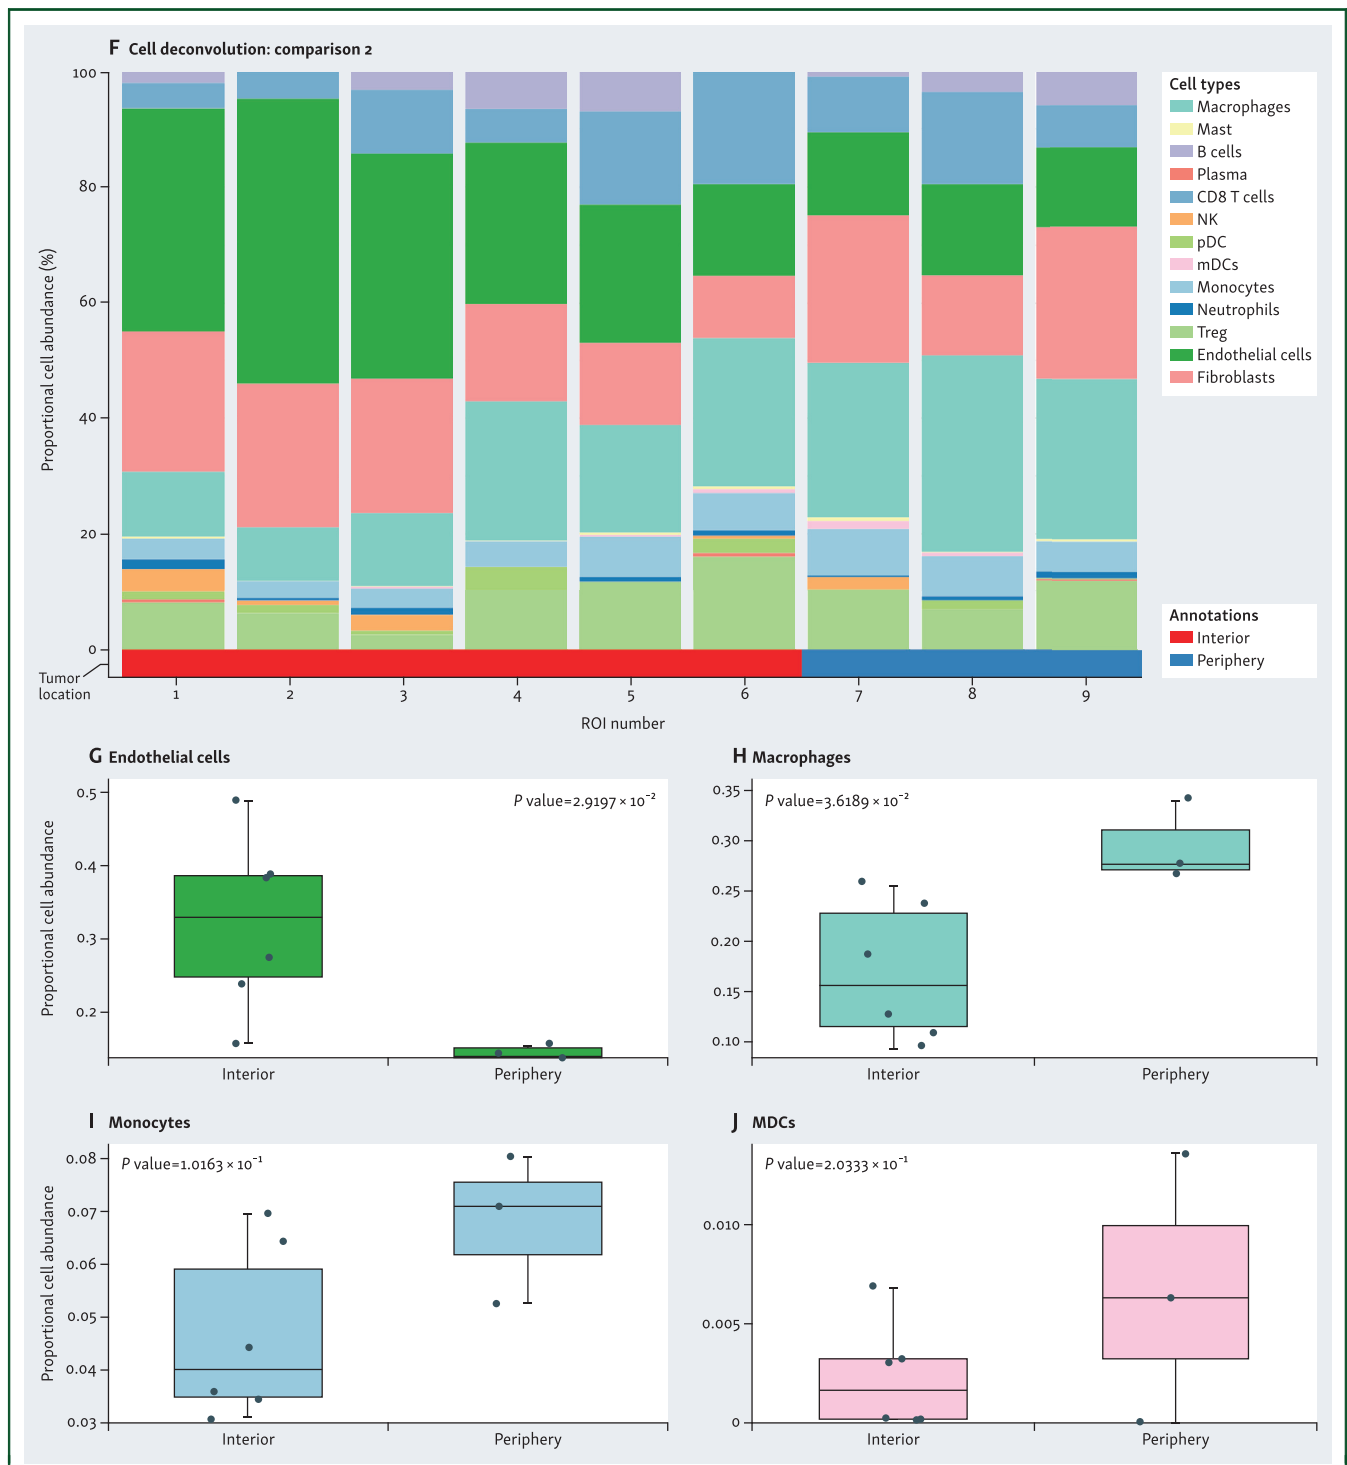 F Cell deconvolution: comparison 2
Proportional cell abundance (%)
100
80
60
40
20
0
Tumor
location
1 2 3 4 5 6 7 8 9
ROI number
Cell types
Macrophages
Mast
B cells
Plasma
CD8 T cells
NK
pDC
mDCs
Monocytes
Neutrophils
Treg
Endothelial cells
Fibroblasts
Annotations
Interior
Periphery
G Endothelial cells
P value=2.9197 × 10⁻²
Proportional cell abundance
0.5
0.4
0.3
0.2
Interior Periphery
H Macrophages
P value=3.6189 × 10⁻²
0.35
0.30
0.25
0.20
0.15
0.10
Interior Periphery
I Monocytes
P value=1.0163 × 10⁻¹
Proportional cell abundance
0.08
0.07
0.06
0.05
0.04
0.03
Interior Periphery
J MDCs
P value=2.0333 × 10⁻¹
0.010
0.005
0
Interior Periphery